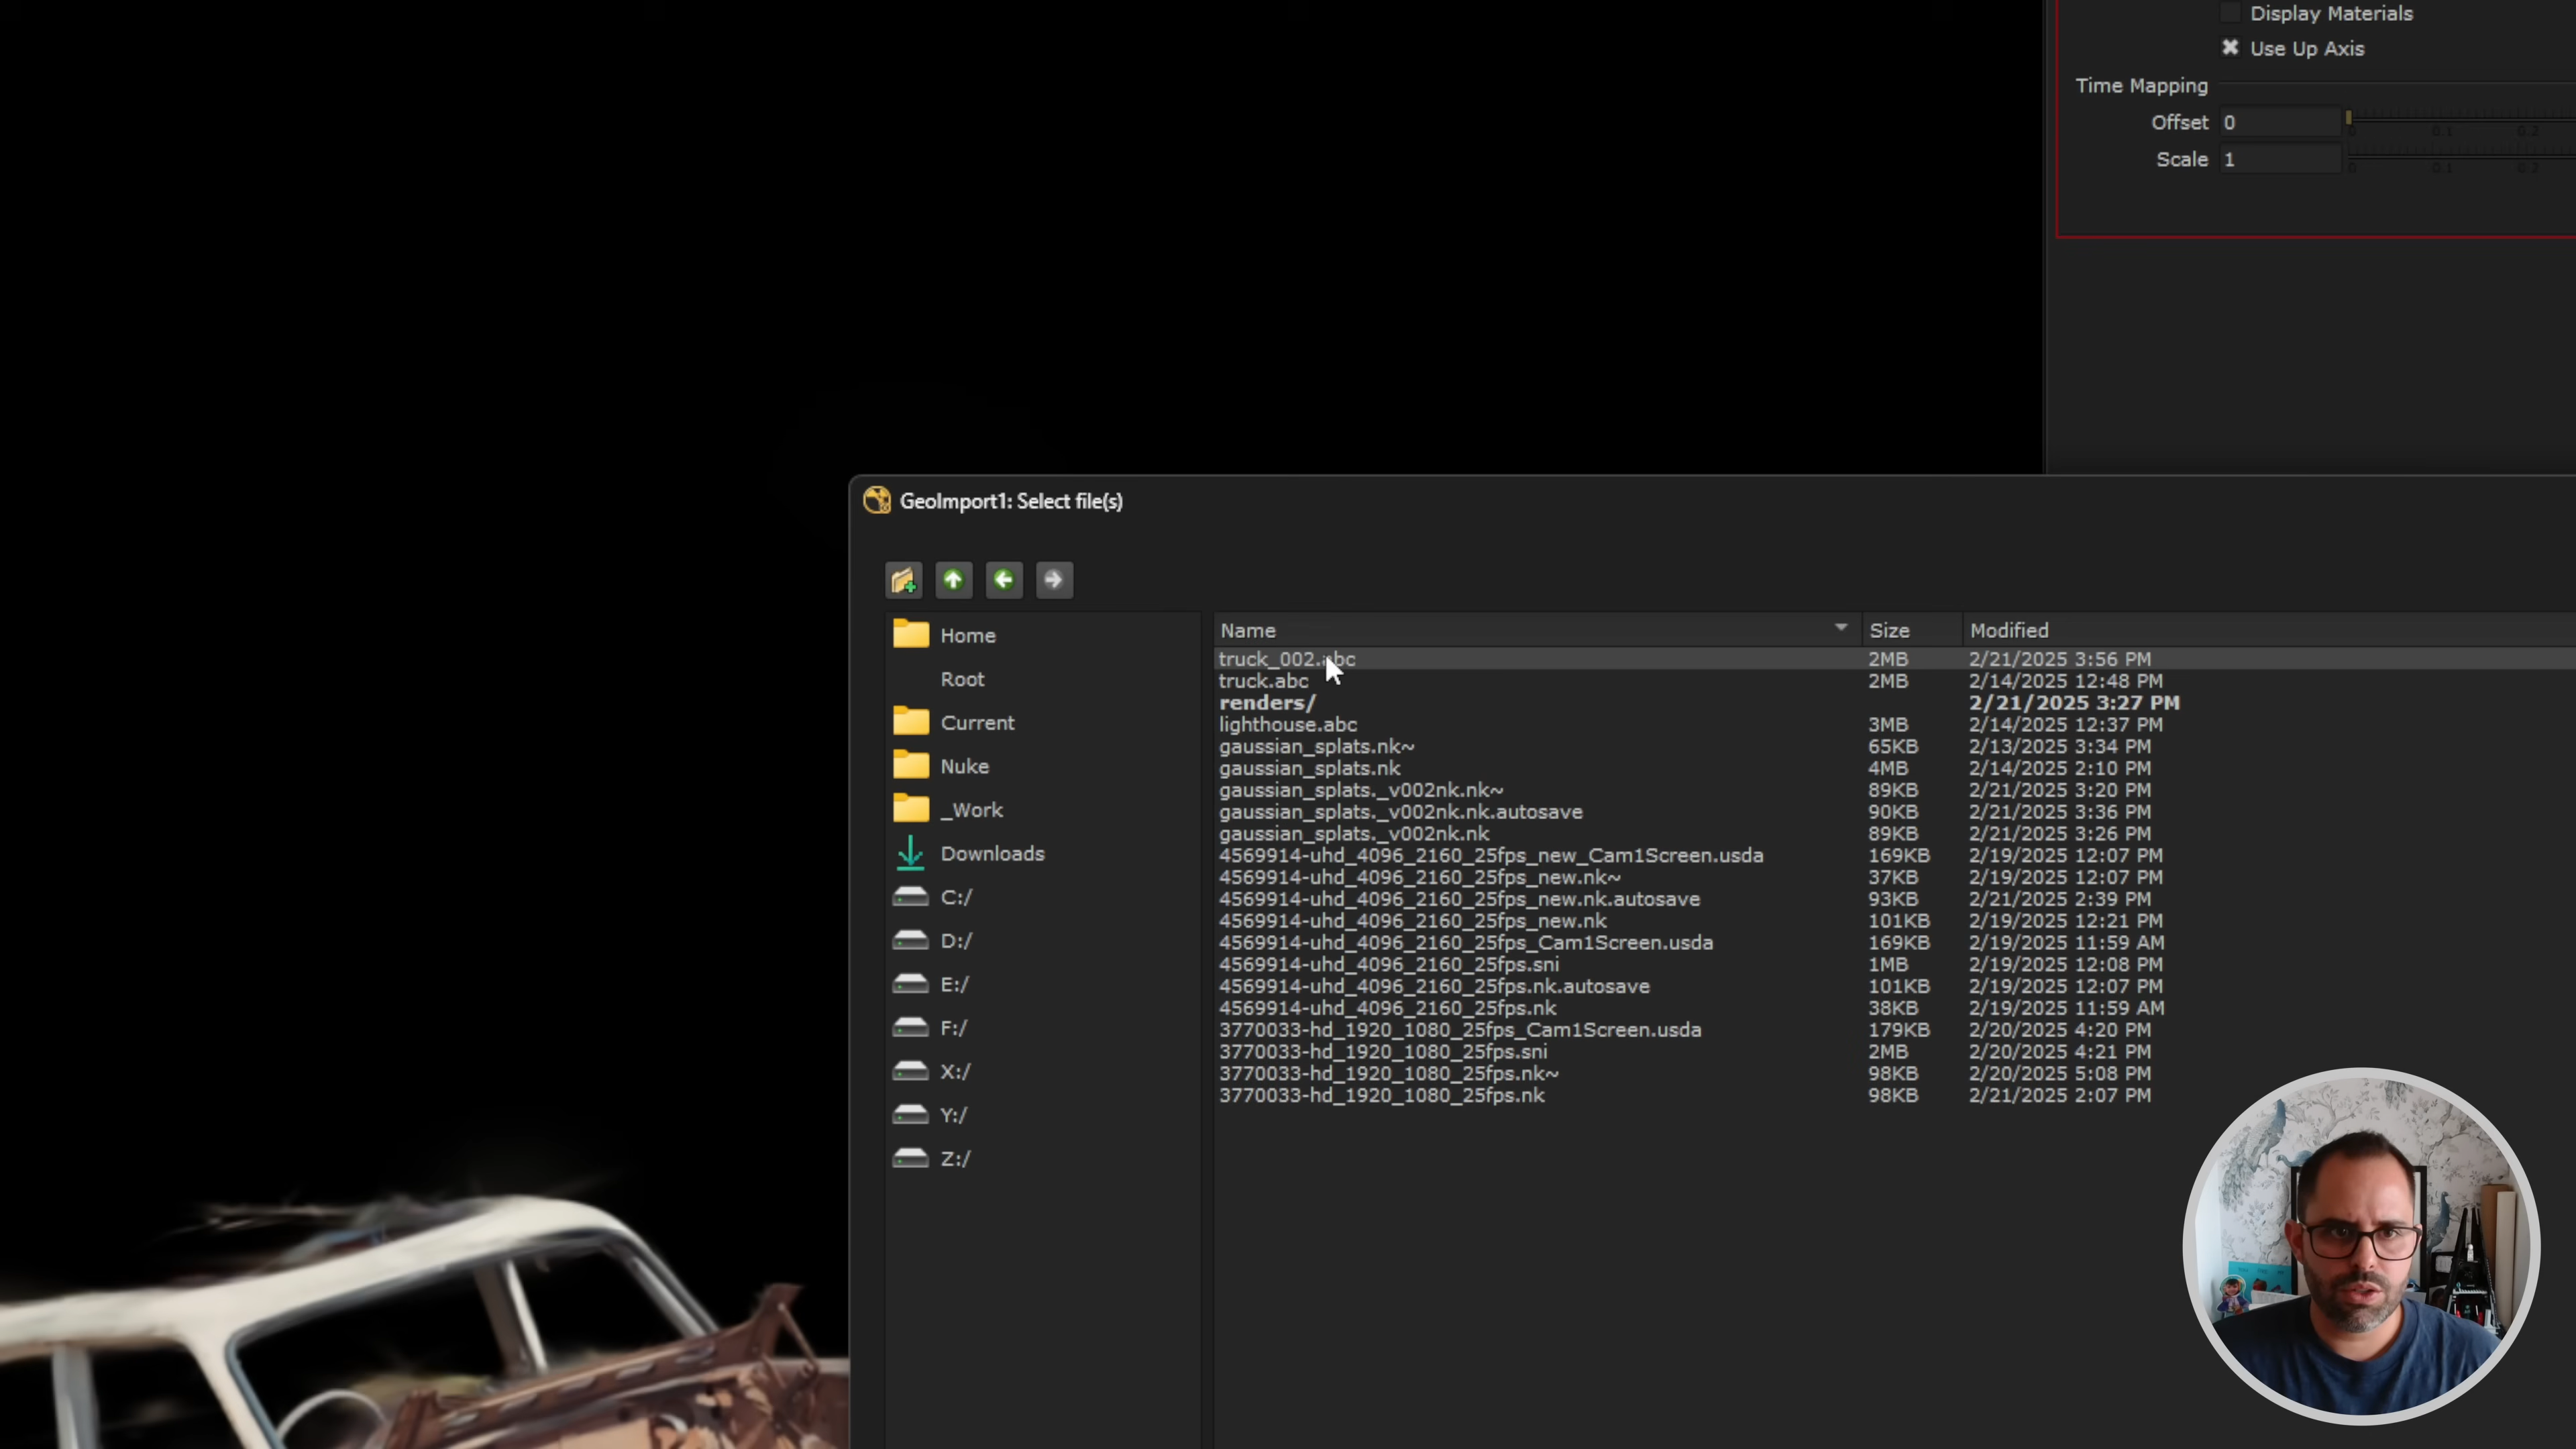 Display Materials
Use Up Axis
Time Mapping
Offset 0
Scale 1
GeoImport1: Select file(s)
Home
Root
Current
Nuke
_Work
Downloads
C:/
D:/
E:/
F:/
X:/
Y:/
Z:/
Name Size Modified
truck_002.abc 2MB 2/21/2025 3:56 PM
truck.abc 2MB 2/14/2025 12:48 PM
renders/ 2/21/2025 3:27 PM
lighthouse.abc 3MB 2/14/2025 12:37 PM
gaussian_splats.nk~ 65KB 2/13/2025 3:34 PM
gaussian_splats.nk 4MB 2/14/2025 2:10 PM
gaussian_splats._v002nk.nk~ 89KB 2/21/2025 3:20 PM
gaussian_splats._v002nk.nk.autosave 90KB 2/21/2025 3:36 PM
gaussian_splats._v002nk.nk 89KB 2/21/2025 3:26 PM
4569914-uhd_4096_2160_25fps_new_Cam1Screen.usda 169KB 2/19/2025 12:07 PM
4569914-uhd_4096_2160_25fps_new.nk~ 37KB 2/19/2025 12:07 PM
4569914-uhd_4096_2160_25fps_new.nk.autosave 93KB 2/21/2025 2:39 PM
4569914-uhd_4096_2160_25fps_new.nk 101KB 2/19/2025 12:21 PM
4569914-uhd_4096_2160_25fps_Cam1Screen.usda 169KB 2/19/2025 11:59 AM
4569914-uhd_4096_2160_25fps.sni 1MB 2/19/2025 12:08 PM
4569914-uhd_4096_2160_25fps.nk.autosave 101KB 2/19/2025 12:07 PM
4569914-uhd_4096_2160_25fps.nk 38KB 2/19/2025 11:59 AM
3770033-hd_1920_1080_25fps_Cam1Screen.usda 179KB 2/20/2025 4:20 PM
3770033-hd_1920_1080_25fps.sni 2MB 2/20/2025 4:21 PM
3770033-hd_1920_1080_25fps.nk~ 98KB 2/20/2025 5:08 PM
3770033-hd_1920_1080_25fps.nk 98KB 2/21/2025 2:07 PM